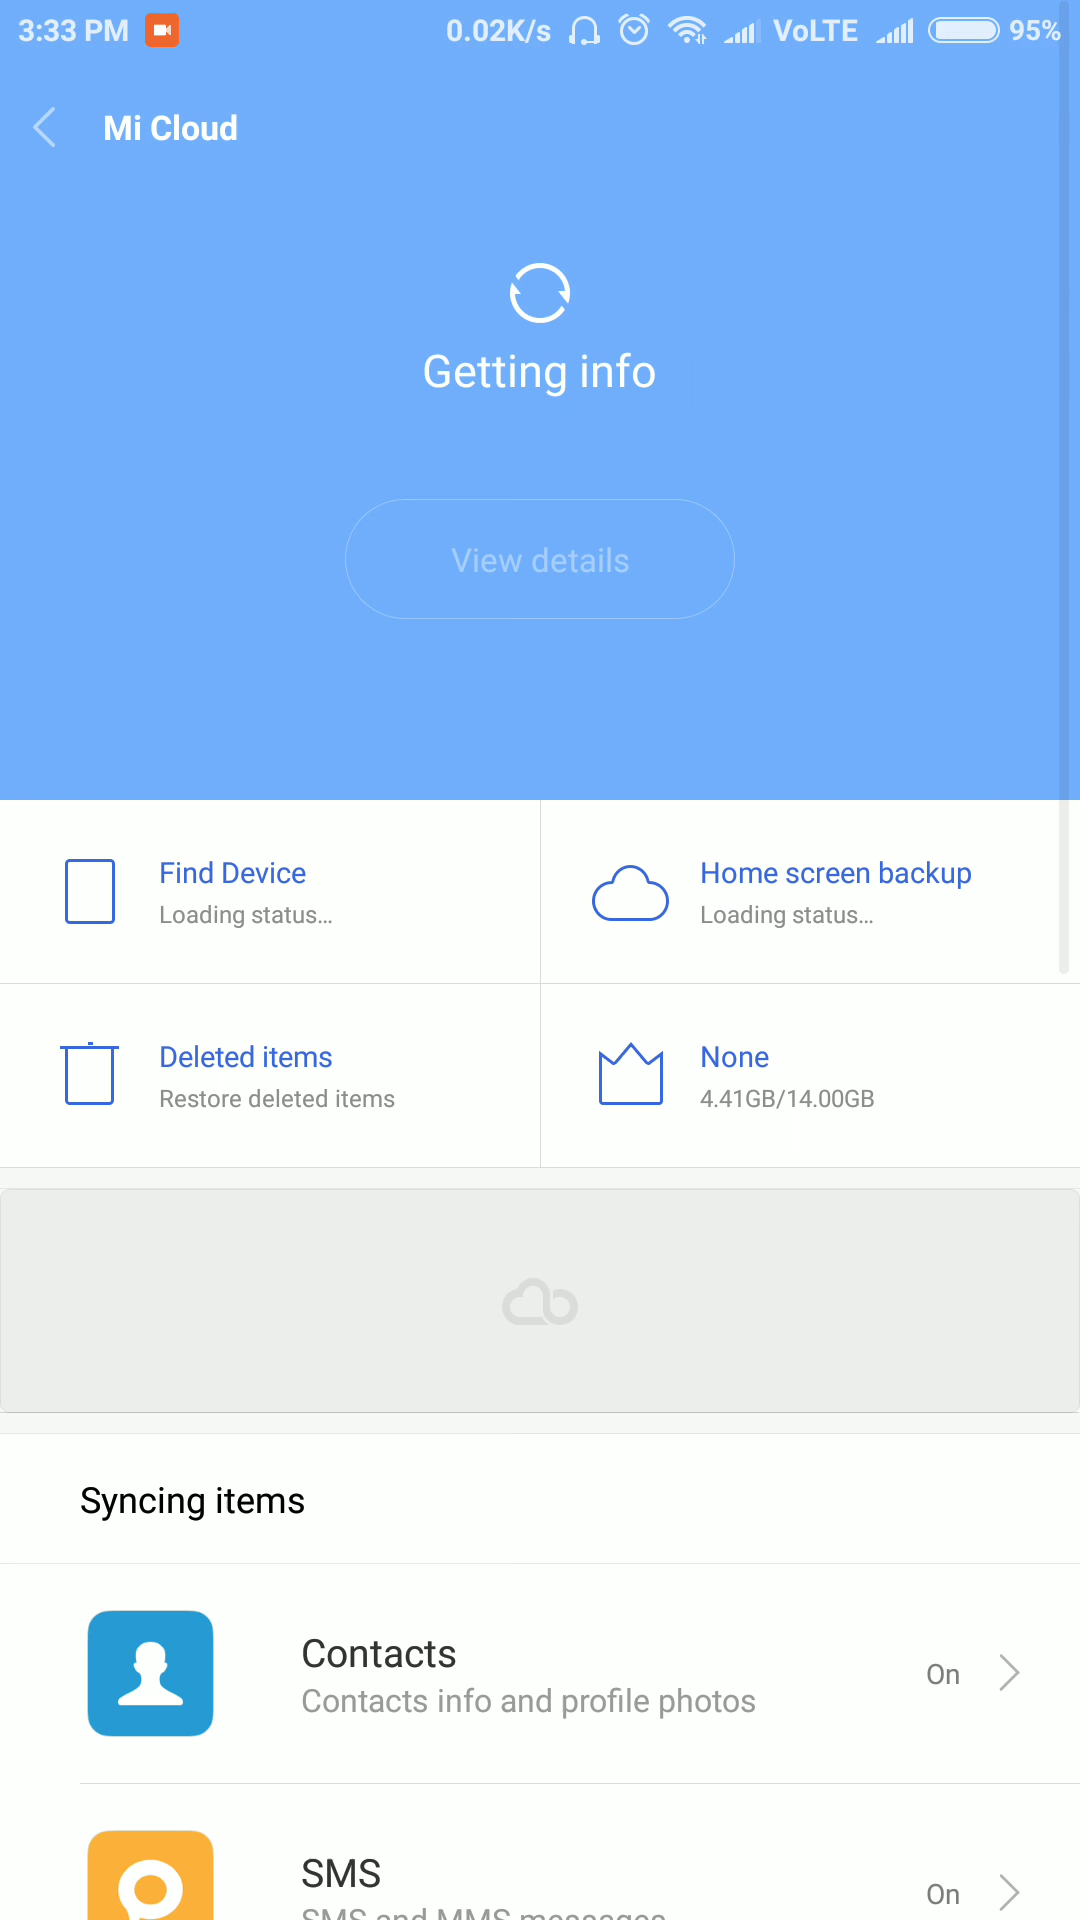 3:33 PM 0.02K/s VoLTE 95%
Mi Cloud
Getting info
View details
Find Device
Loading status...
Home screen backup
Loading status...
Deleted items
Restore deleted items
None
4.41GB/14.00GB
Syncing items
Contacts
Contacts info and profile photos
On
SMS
SMS and MMS messages
On